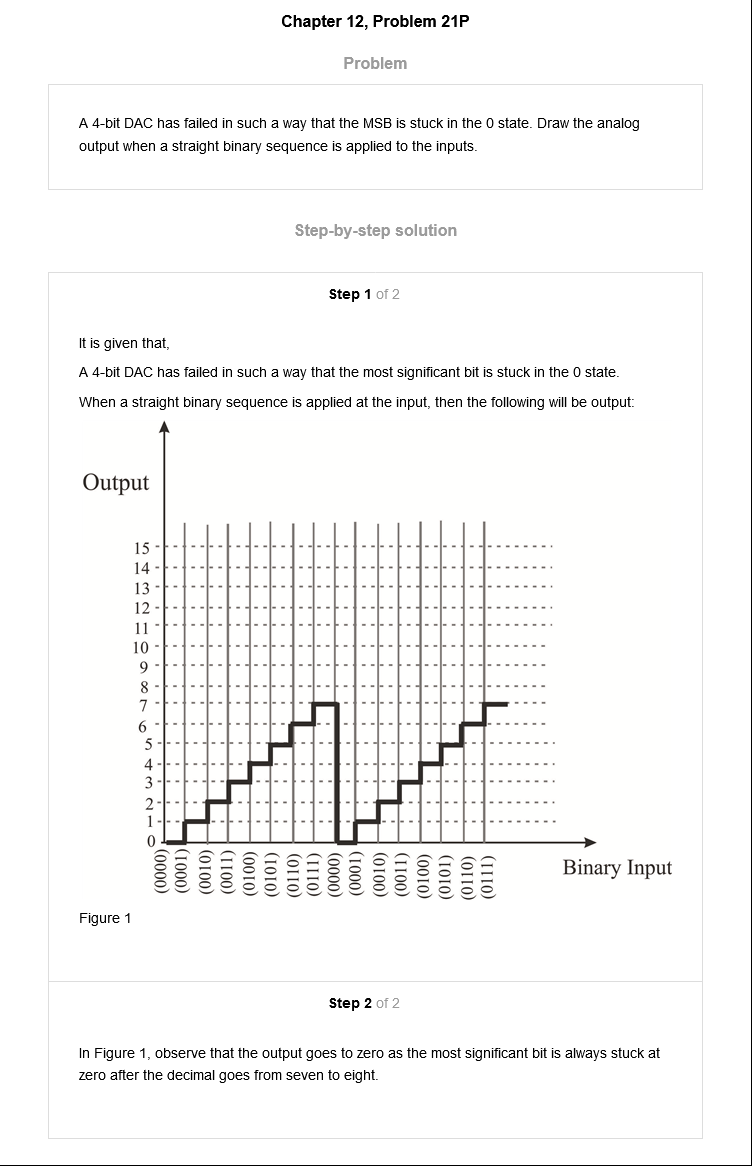 Chapter 12, Problem 21P
Problem
A 4-bit DAC has failed in such a way that the MSB is stuck in the 0 state. Draw the analog
output when a straight binary sequence is applied to the inputs.
Step-by-step solution
Step 1 of 2
It is given that,
A 4-bit DAC has failed in such a way that the most significant bit is stuck in the 0 state.
When a straight binary sequence is applied at the input, then the following will be output:
Output
15
14
13
12
11
10
9
8
7
6
5
4
3
2
1
0
(0000)
(0001)
(0010)
(0011)
(0100)
(0101)
(0110)
(0111)
(0000)
(0001)
(0010)
(0011)
(0100)
(0101)
(0110)
(0111)
Binary Input
Figure 1
Step 2 of 2
In Figure 1, observe that the output goes to zero as the most significant bit is always stuck at
zero after the decimal goes from seven to eight.